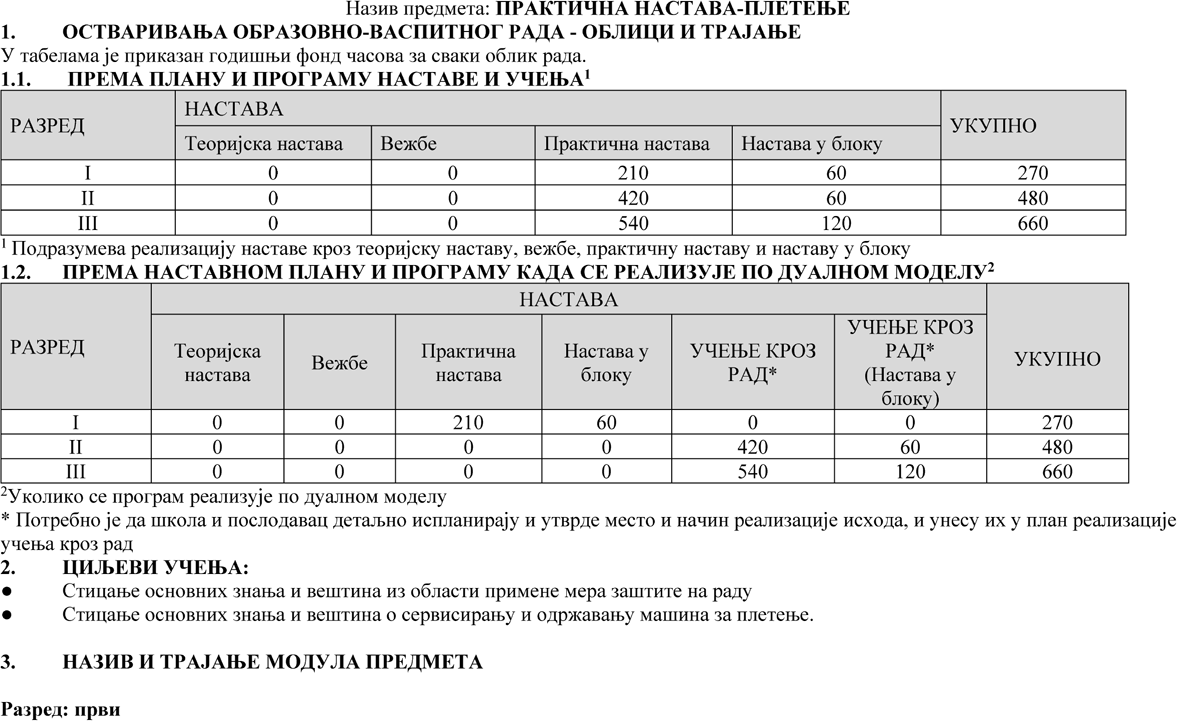 Назив предмета: ПРАКТИЧНА НАСТАВА-ПЛЕТЕЊЕ
1. ОСТВАРИВАЊА ОБРАЗОВНО-ВАСПИТНОГ РАДА - ОБЛИЦИ И ТРАЈАЊЕ
У табелама је приказан годишњи фонд часова за сваки облик рада.
1.1. ПРЕМА ПЛАНУ И ПРОГРАМУ НАСТАВЕ И УЧЕЊА¹
РАЗРЕД НАСТАВА УКУПНО
Теоријска настава Вежбе Практична настава Настава у блоку
I 0 0 210 60 270
II 0 0 420 60 480
III 0 0 540 120 660
¹ Подразумева реализацију наставе кроз теоријску наставу, вежбе, практичну наставу и наставу у блоку
1.2. ПРЕМА НАСТАВНОМ ПЛАНУ И ПРОГРАМУ КАДА СЕ РЕАЛИЗУЈЕ ПО ДУАЛНОМ МОДЕЛУ²
РАЗРЕД НАСТАВА УКУПНО
Теоријска
настава
Вежбе
Практична
настава
Настава у
блоку
УЧЕЊЕ КРОЗ
РАД*
УЧЕЊЕ КРОЗ
РАД*
(Настава у
блоку)
I 0 0 210 60 0 0 270
II 0 0 0 0 420 60 480
III 0 0 0 0 540 120 660
²Уколико се програм реализује по дуалном моделу
* Потребно је да школа и послодавац детаљно испланирају и утврде место и начин реализације исхода, и унесу их у план реализације
учења кроз рад
2. ЦИЉЕВИ УЧЕЊА:
● Стицање основних знања и вештина из области примене мера заштите на раду
● Стицање основних знања и вештина о сервисирању и одржавању машина за плетење.
3. НАЗИВ И ТРАЈАЊЕ МОДУЛА ПРЕДМЕТА
Разред: први